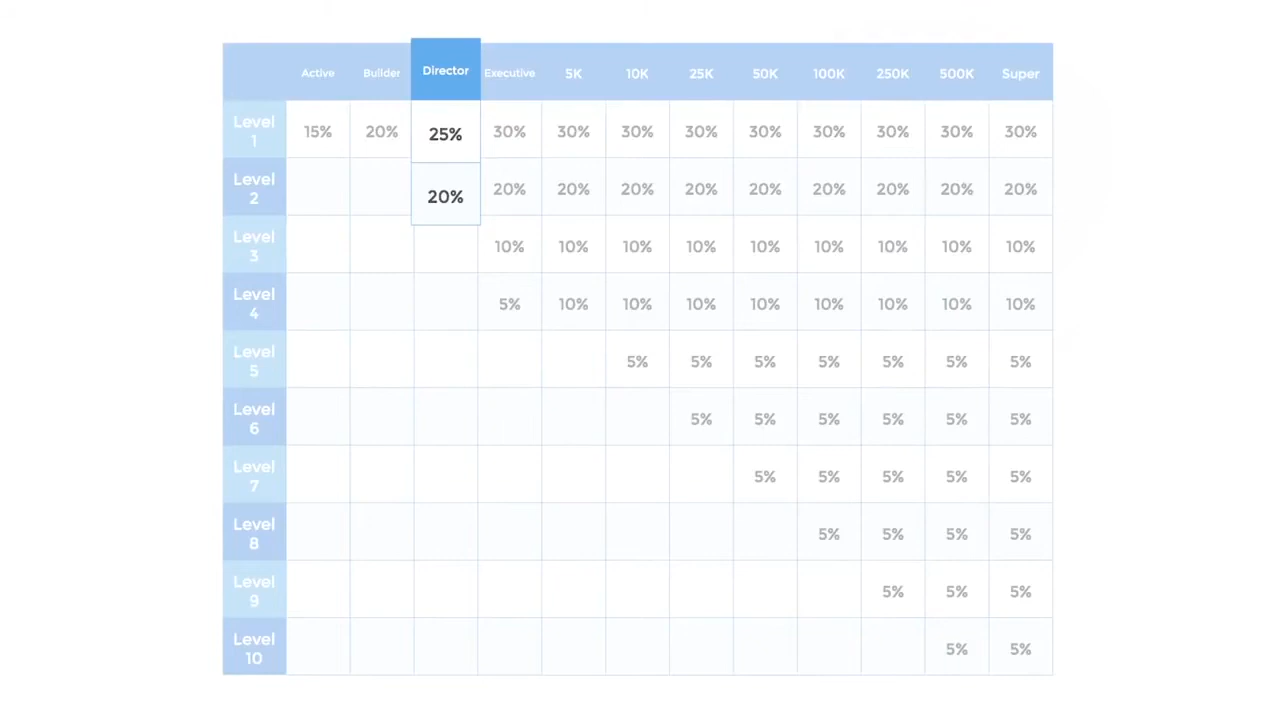 Active Builder Director Executive 5K 10K 25K 50K 100K 250K 500K Super
Level 1 15% 20% 25% 30% 30% 30% 30% 30% 30% 30% 30% 30%
Level 2 20% 20% 20% 20% 20% 20% 20% 20% 20% 20%
Level 3 10% 10% 10% 10% 10% 10% 10% 10% 10%
Level 4 5% 10% 10% 10% 10% 10% 10% 10% 10%
Level 5 5% 5% 5% 5% 5% 5% 5%
Level 6 5% 5% 5% 5% 5% 5%
Level 7 5% 5% 5% 5% 5%
Level 8 5% 5% 5% 5%
Level 9 5% 5% 5%
Level 10 5% 5%